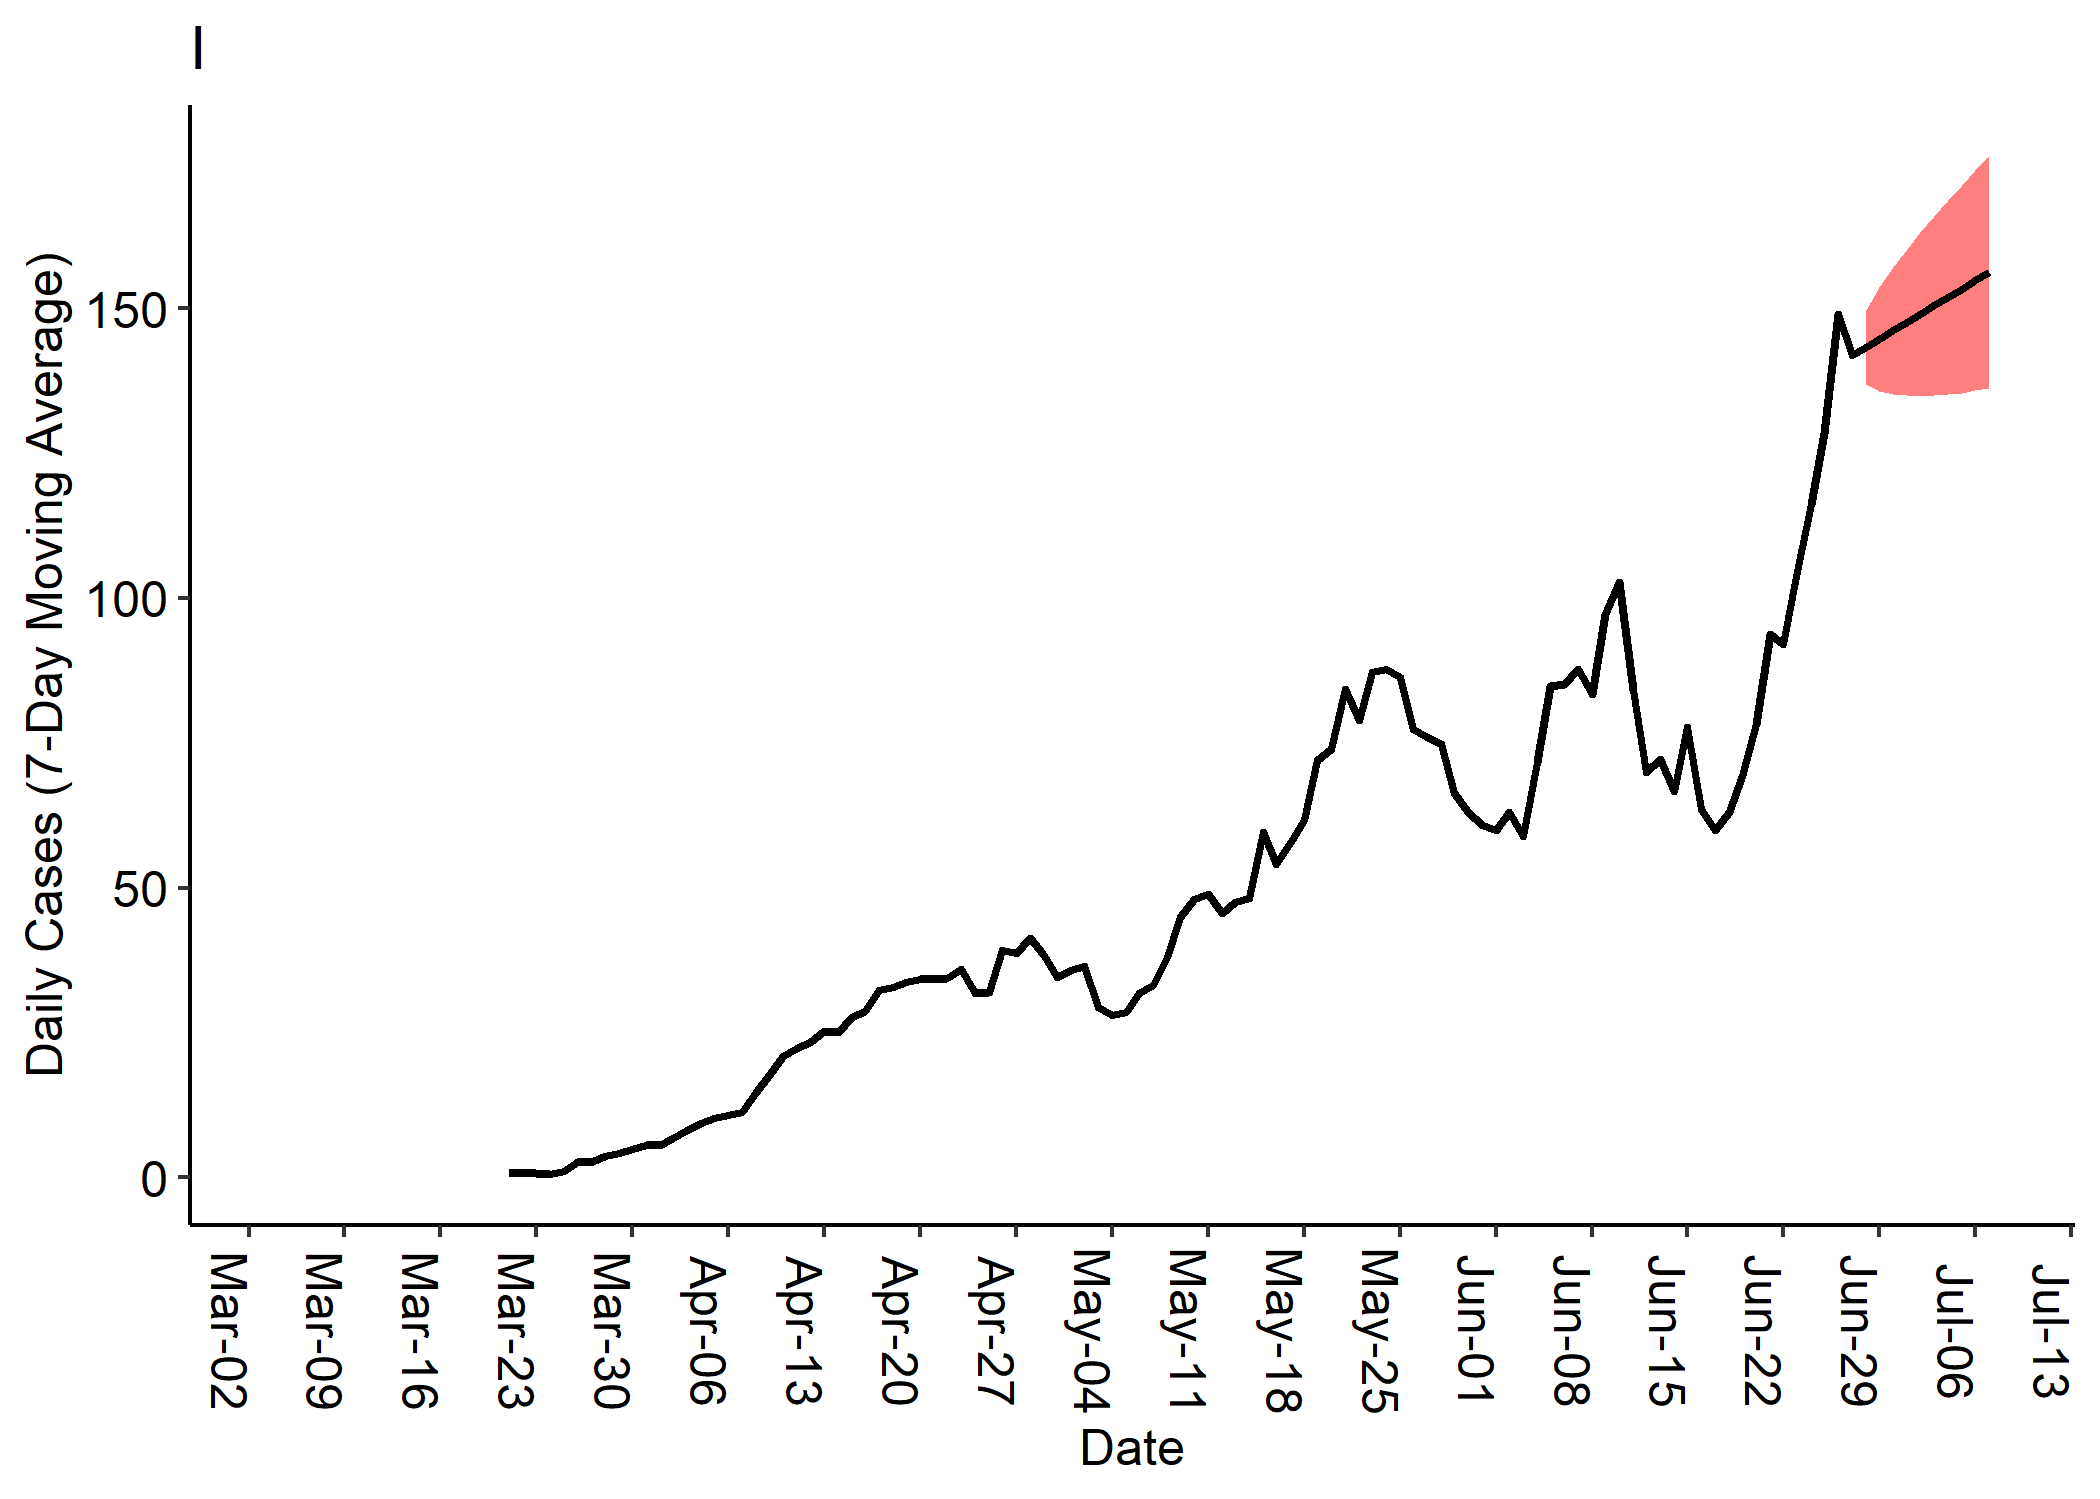 I
Daily Cases (7-Day Moving Average)
150
100
50
0
Mar-02
Mar-09
Mar-16
Mar-23
Mar-30
Apr-06
Apr-13
Apr-20
Apr-27
May-04
May-11
May-18
May-25
Jun-01
Jun-08
Jun-15
Jun-22
Jun-29
Jul-06
Jul-13
Date